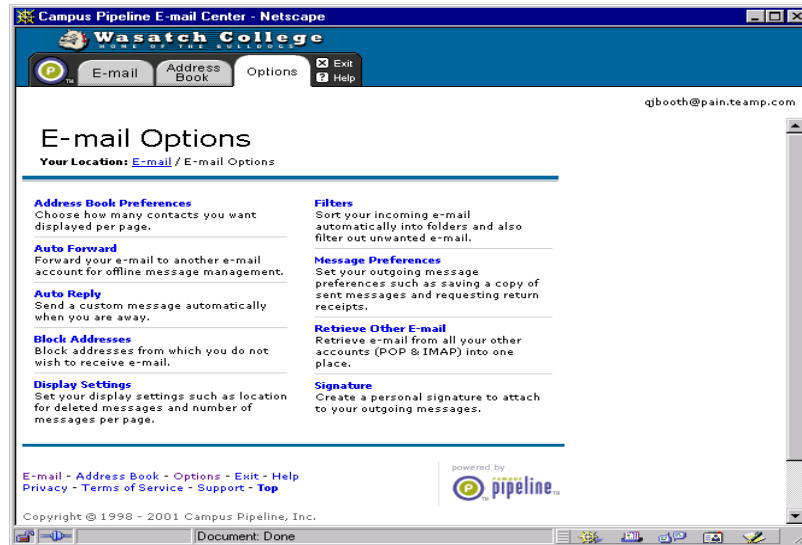 Campus Pipeline E-mail Center - Netscape
Wasatch College
HOME OF THE BULLDOGS
P TM
E-mail
Address
Book
Options
Exit
? Help
qjbooth@pain.teamp.com
E-mail Options
Your Location: E-mail / E-mail Options
Address Book Preferences
Choose how many contacts you want
displayed per page.
Auto Forward
Forward your e-mail to another e-mail
account for offline message management.
Auto Reply
Send a custom message automatically
when you are away.
Block Addresses
Block addresses from which you do not
wish to receive e-mail.
Display Settings
Set your display settings such as location
for deleted messages and number of
messages per page.
Filters
Sort your incoming e-mail
automatically into folders and also
filter out unwanted e-mail.
Message Preferences
Set your outgoing message
preferences such as saving a copy of
sent messages and requesting return
receipts.
Retrieve Other E-mail
Retrieve e-mail from all your other
accounts (POP & IMAP) into one
place.
Signature
Create a personal signature to attach
to your outgoing messages.
E-mail - Address Book - Options - Exit - Help
Privacy - Terms of Service - Support - Top
powered by
P TM campus pipeline TM
Copyright © 1998 - 2001 Campus Pipeline, Inc.
Document: Done